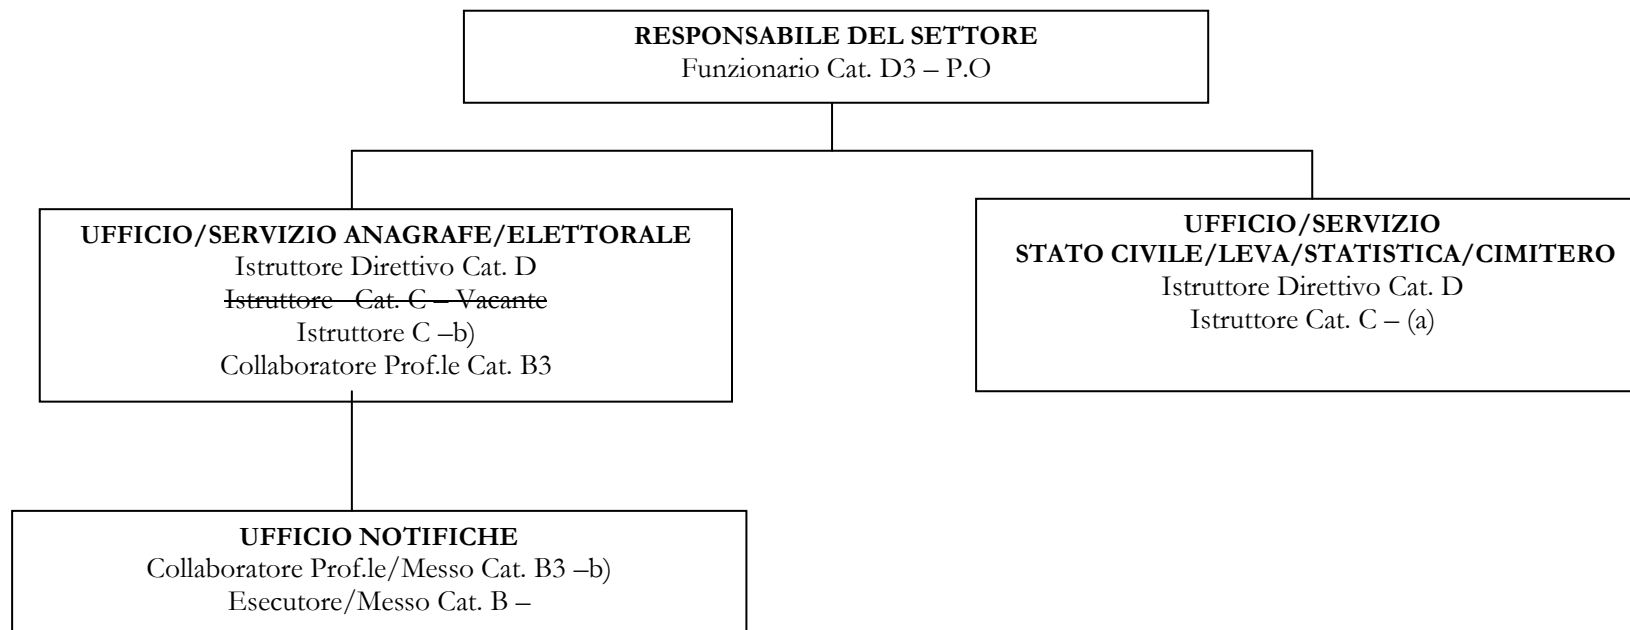 RESPONSABILE DEL SETTORE
Funzionario Cat. D3 – P.O
UFFICIO/SERVIZIO ANAGRAFE/ELETTORALE
Istruttore Direttivo Cat. D
Istruttore Cat. C – Vacante
Istruttore C –b)
Collaboratore Prof.le Cat. B3
UFFICIO/SERVIZIO
STATO CIVILE/LEVA/STATISTICA/CIMITERO
Istruttore Direttivo Cat. D
Istruttore Cat. C – (a)
UFFICIO NOTIFICHE
Collaboratore Prof.le/Messo Cat. B3 –b)
Esecutore/Messo Cat. B –